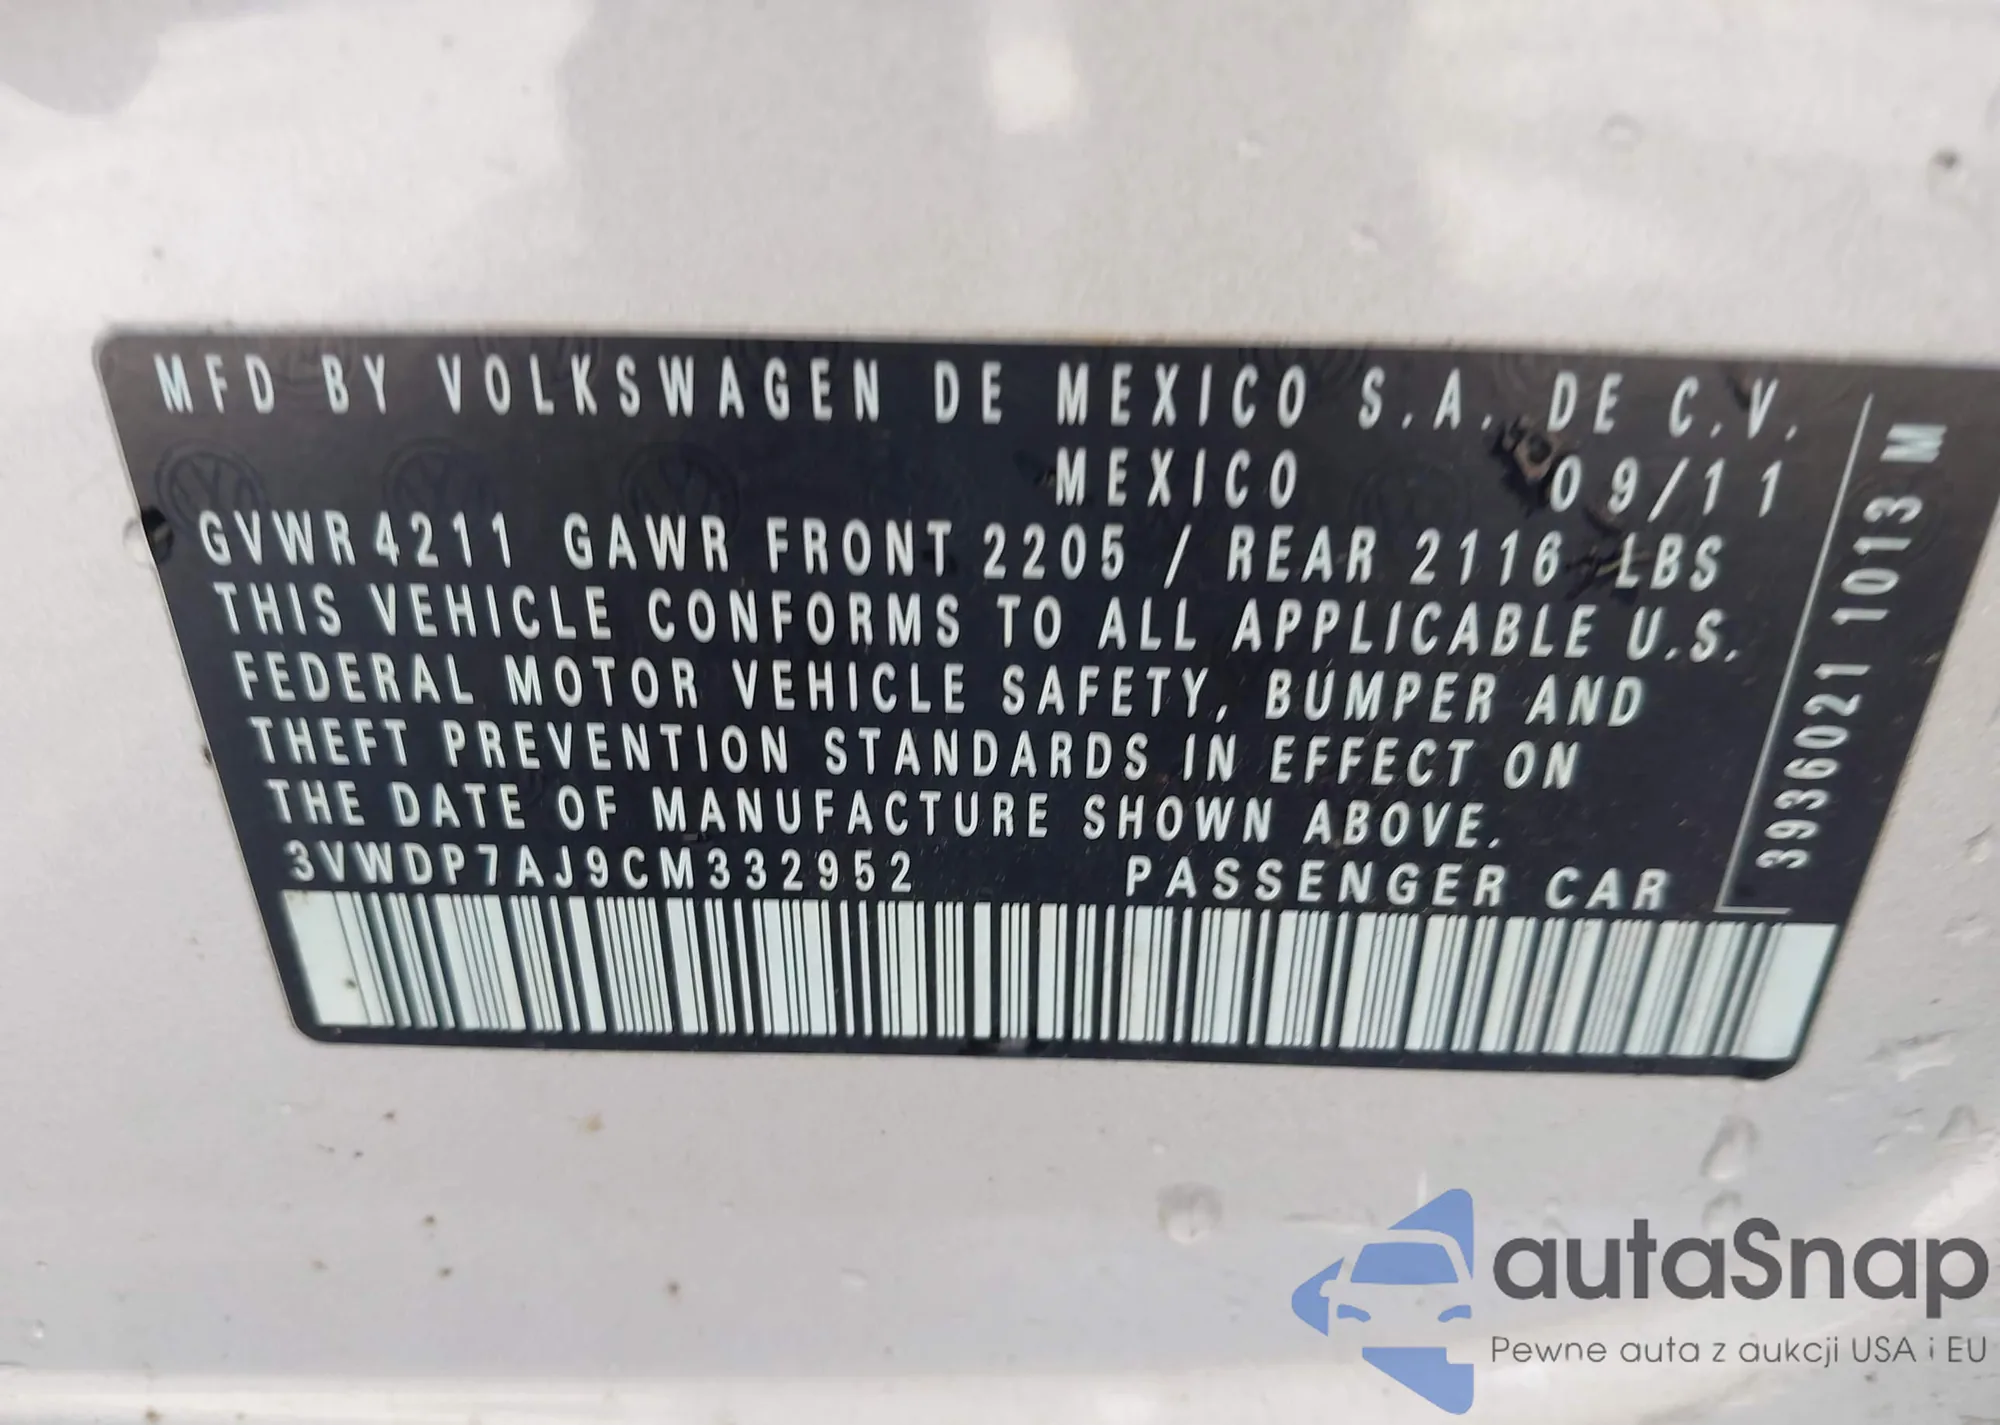 MFD BY VOLKSWAGEN DE MEXICO S.A. DE C.V.
MEXICO 09/11
GVWR 4211 GAWR FRONT 2205 / REAR 2116 LBS
THIS VEHICLE CONFORMS TO ALL APPLICABLE U.S.
FEDERAL MOTOR VEHICLE SAFETY, BUMPER AND
THEFT PREVENTION STANDARDS IN EFFECT ON
THE DATE OF MANUFACTURE SHOWN ABOVE.
3VWDP7AJ9CM332952 PASSENGER CAR
3936021 1013 M
autaSnap
Pewne auta z aukcji USA i EU